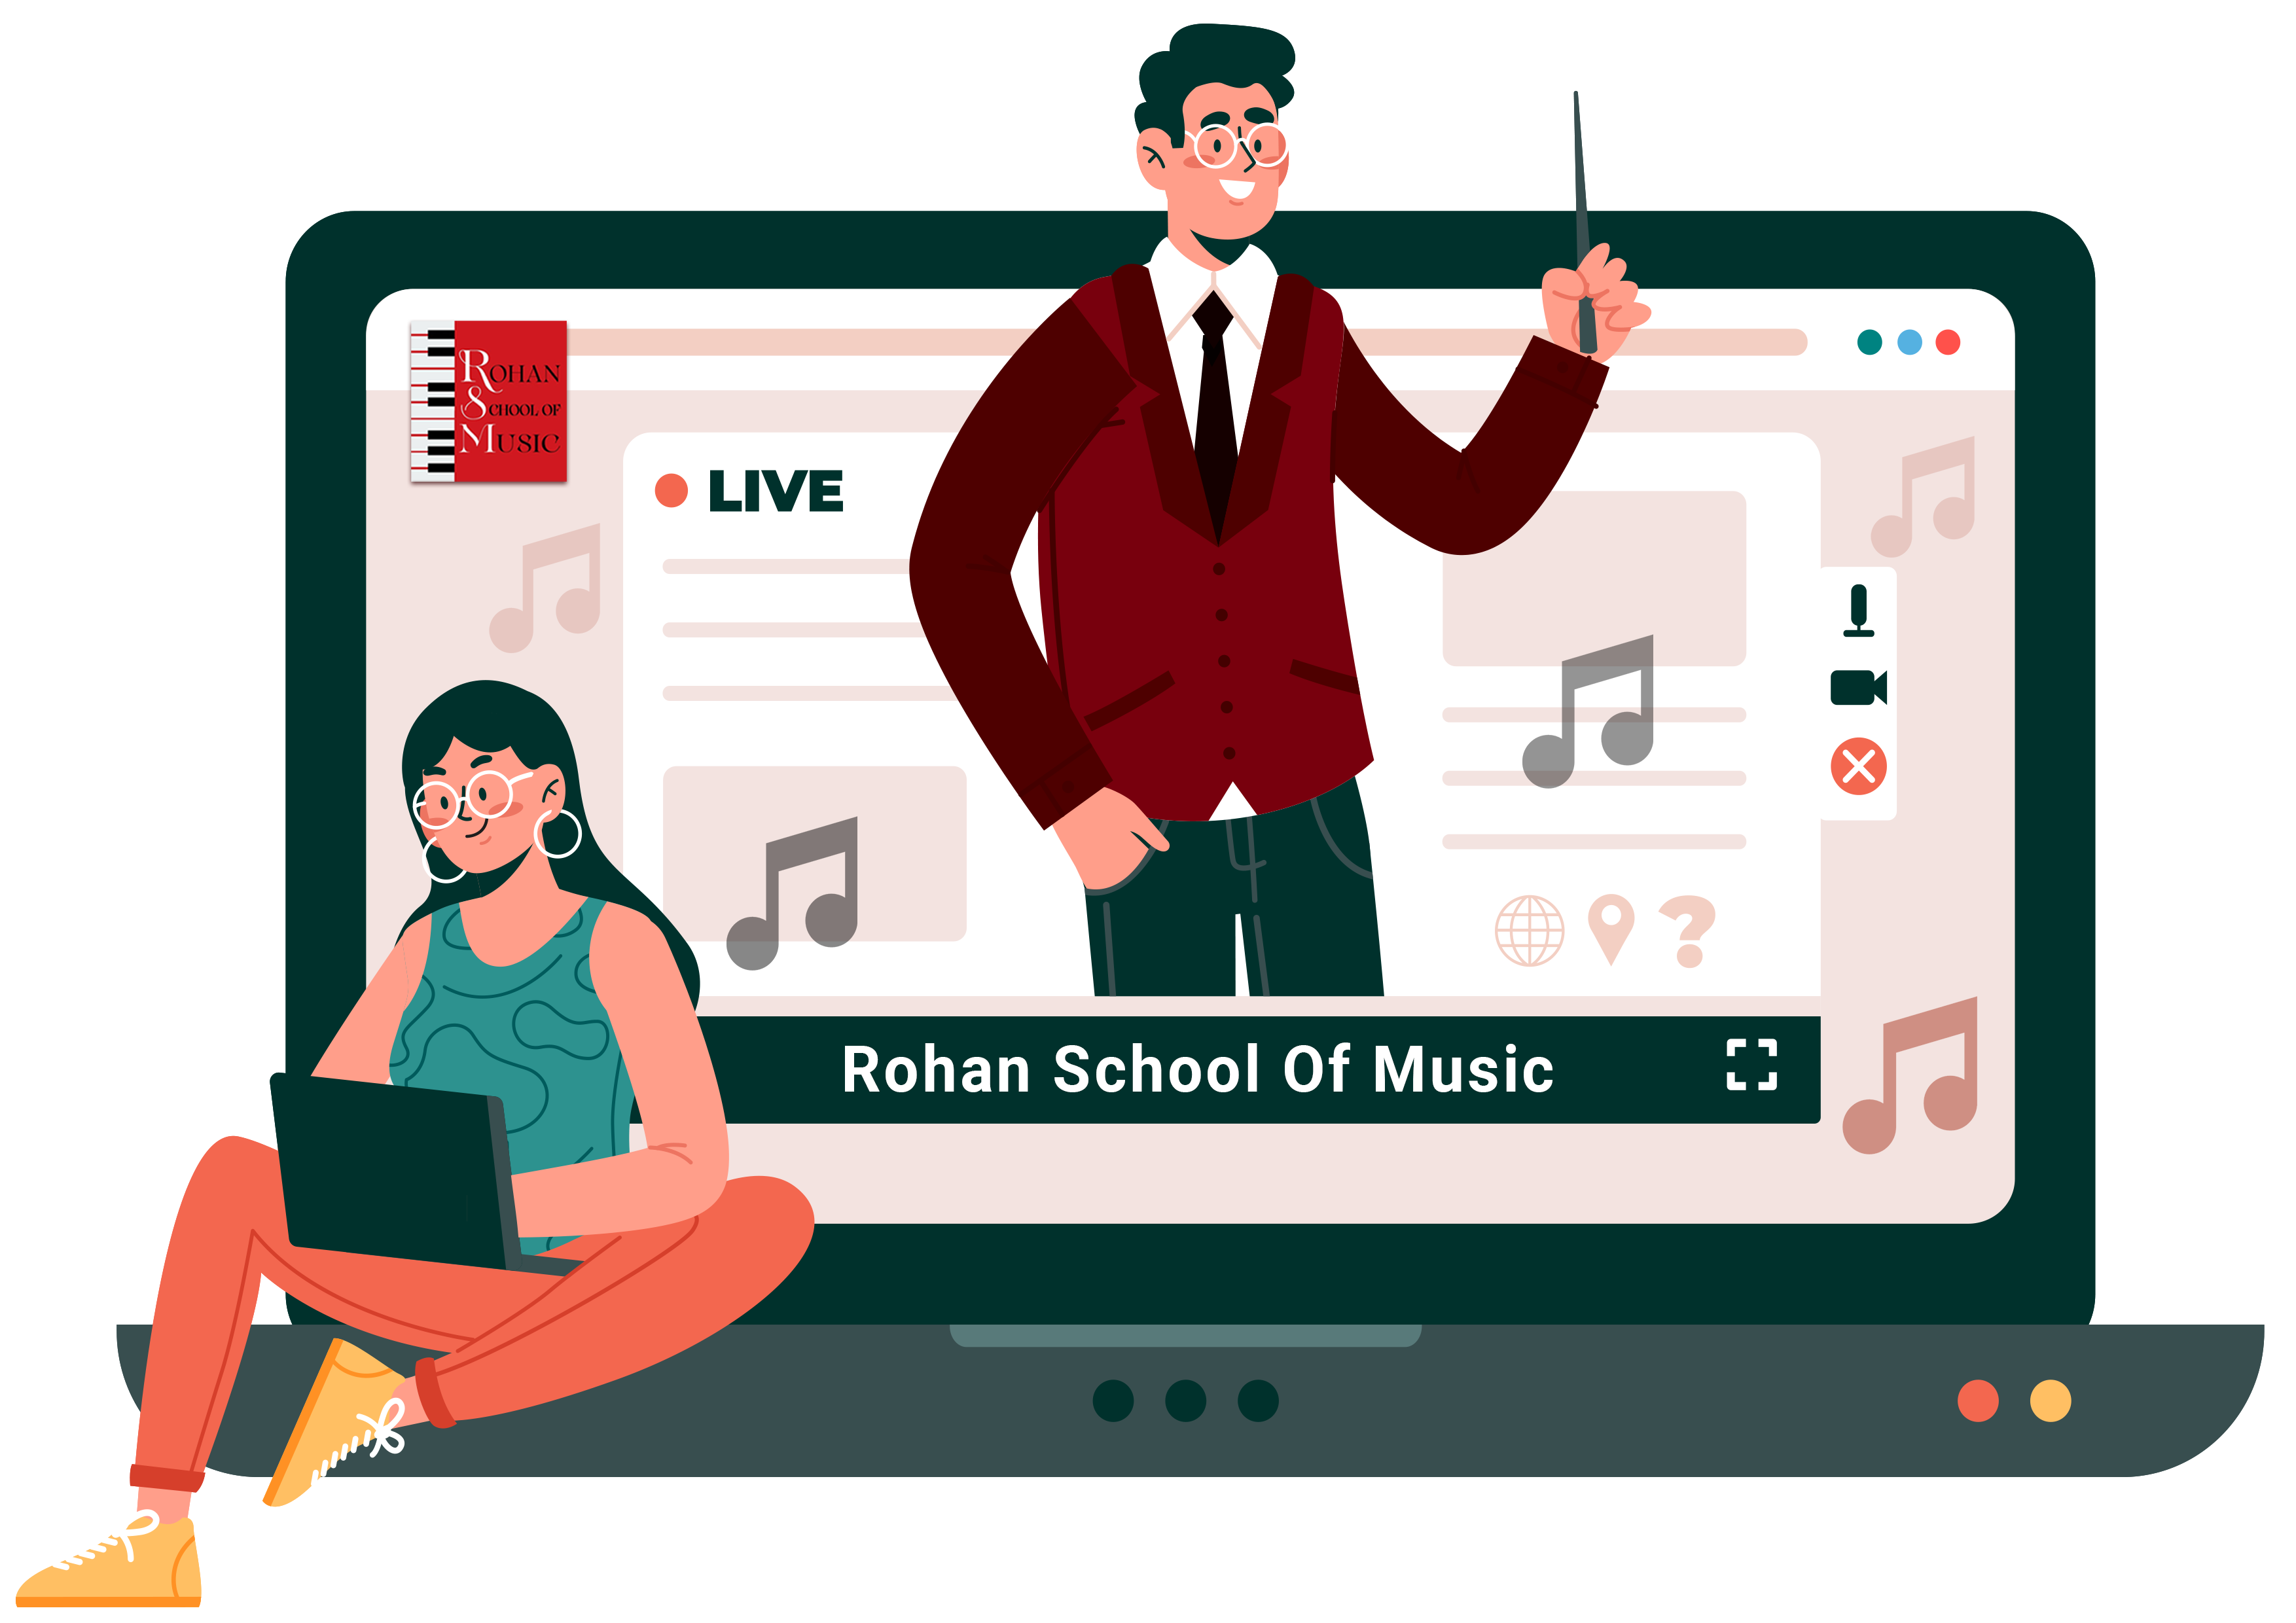 ROHAN
SCHOOL OF
MUSIC
LIVE
Rohan School Of Music